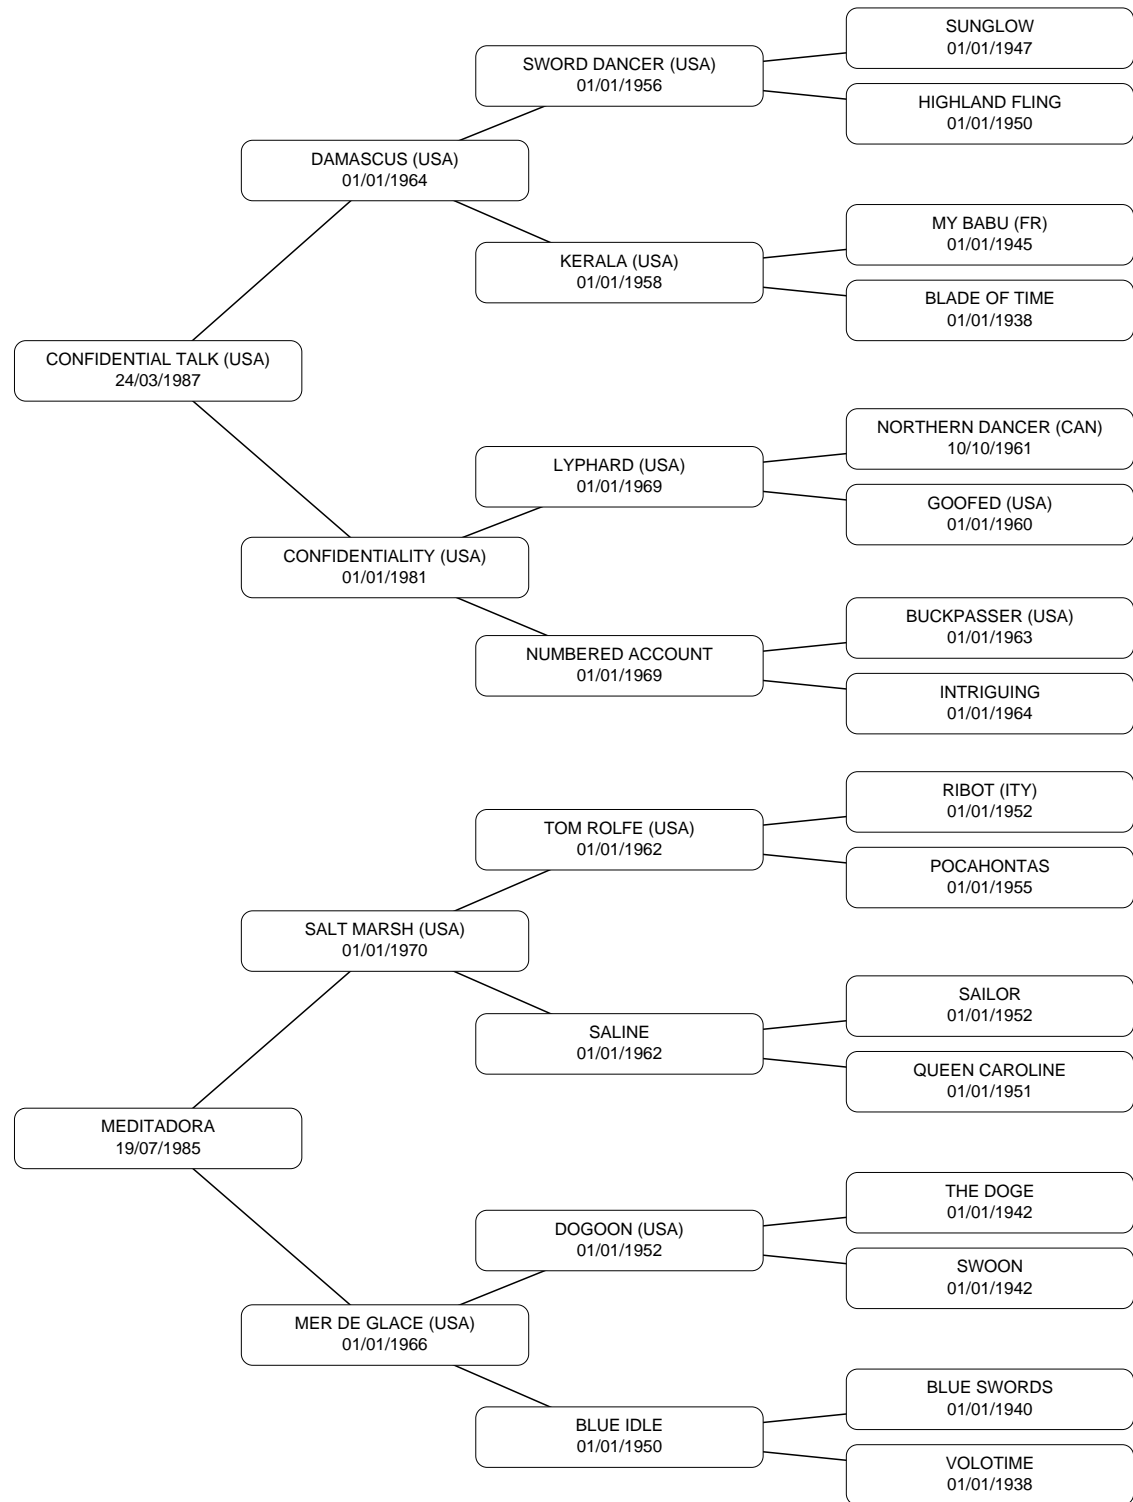 SUNGLOW
01/01/1947
SWORD DANCER (USA)
01/01/1956
HIGHLAND FLING
01/01/1950
DAMASCUS (USA)
01/01/1964
MY BABU (FR)
01/01/1945
KERALA (USA)
01/01/1958
BLADE OF TIME
01/01/1938
CONFIDENTIAL TALK (USA)
24/03/1987
NORTHERN DANCER (CAN)
10/10/1961
LYPHARD (USA)
01/01/1969
GOOFED (USA)
01/01/1960
CONFIDENTIALITY (USA)
01/01/1981
BUCKPASSER (USA)
01/01/1963
NUMBERED ACCOUNT
01/01/1969
INTRIGUING
01/01/1964
RIBOT (ITY)
01/01/1952
TOM ROLFE (USA)
01/01/1962
POCAHONTAS
01/01/1955
SALT MARSH (USA)
01/01/1970
SAILOR
01/01/1952
SALINE
01/01/1962
QUEEN CAROLINE
01/01/1951
MEDITADORA
19/07/1985
THE DOGE
01/01/1942
DOGOON (USA)
01/01/1952
SWOON
01/01/1942
MER DE GLACE (USA)
01/01/1966
BLUE SWORDS
01/01/1940
BLUE IDLE
01/01/1950
VOLOTIME
01/01/1938